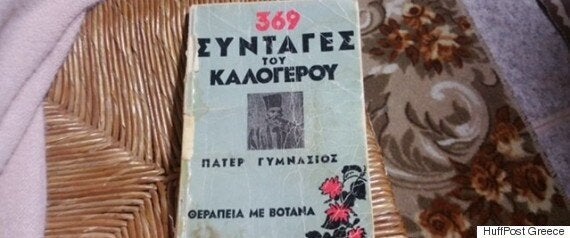 369
ΣΥΝΤΑΓΕΣ
ΤΟΥ
ΚΑΛΟΓΕΡΟΥ
ΠΑΤΕΡ ΓΥΜΝΑΣΙΟΣ
ΘΕΡΑΠΕΙΑ ΜΕ ΒΟΤΑΝΑ
HuffPost Greece